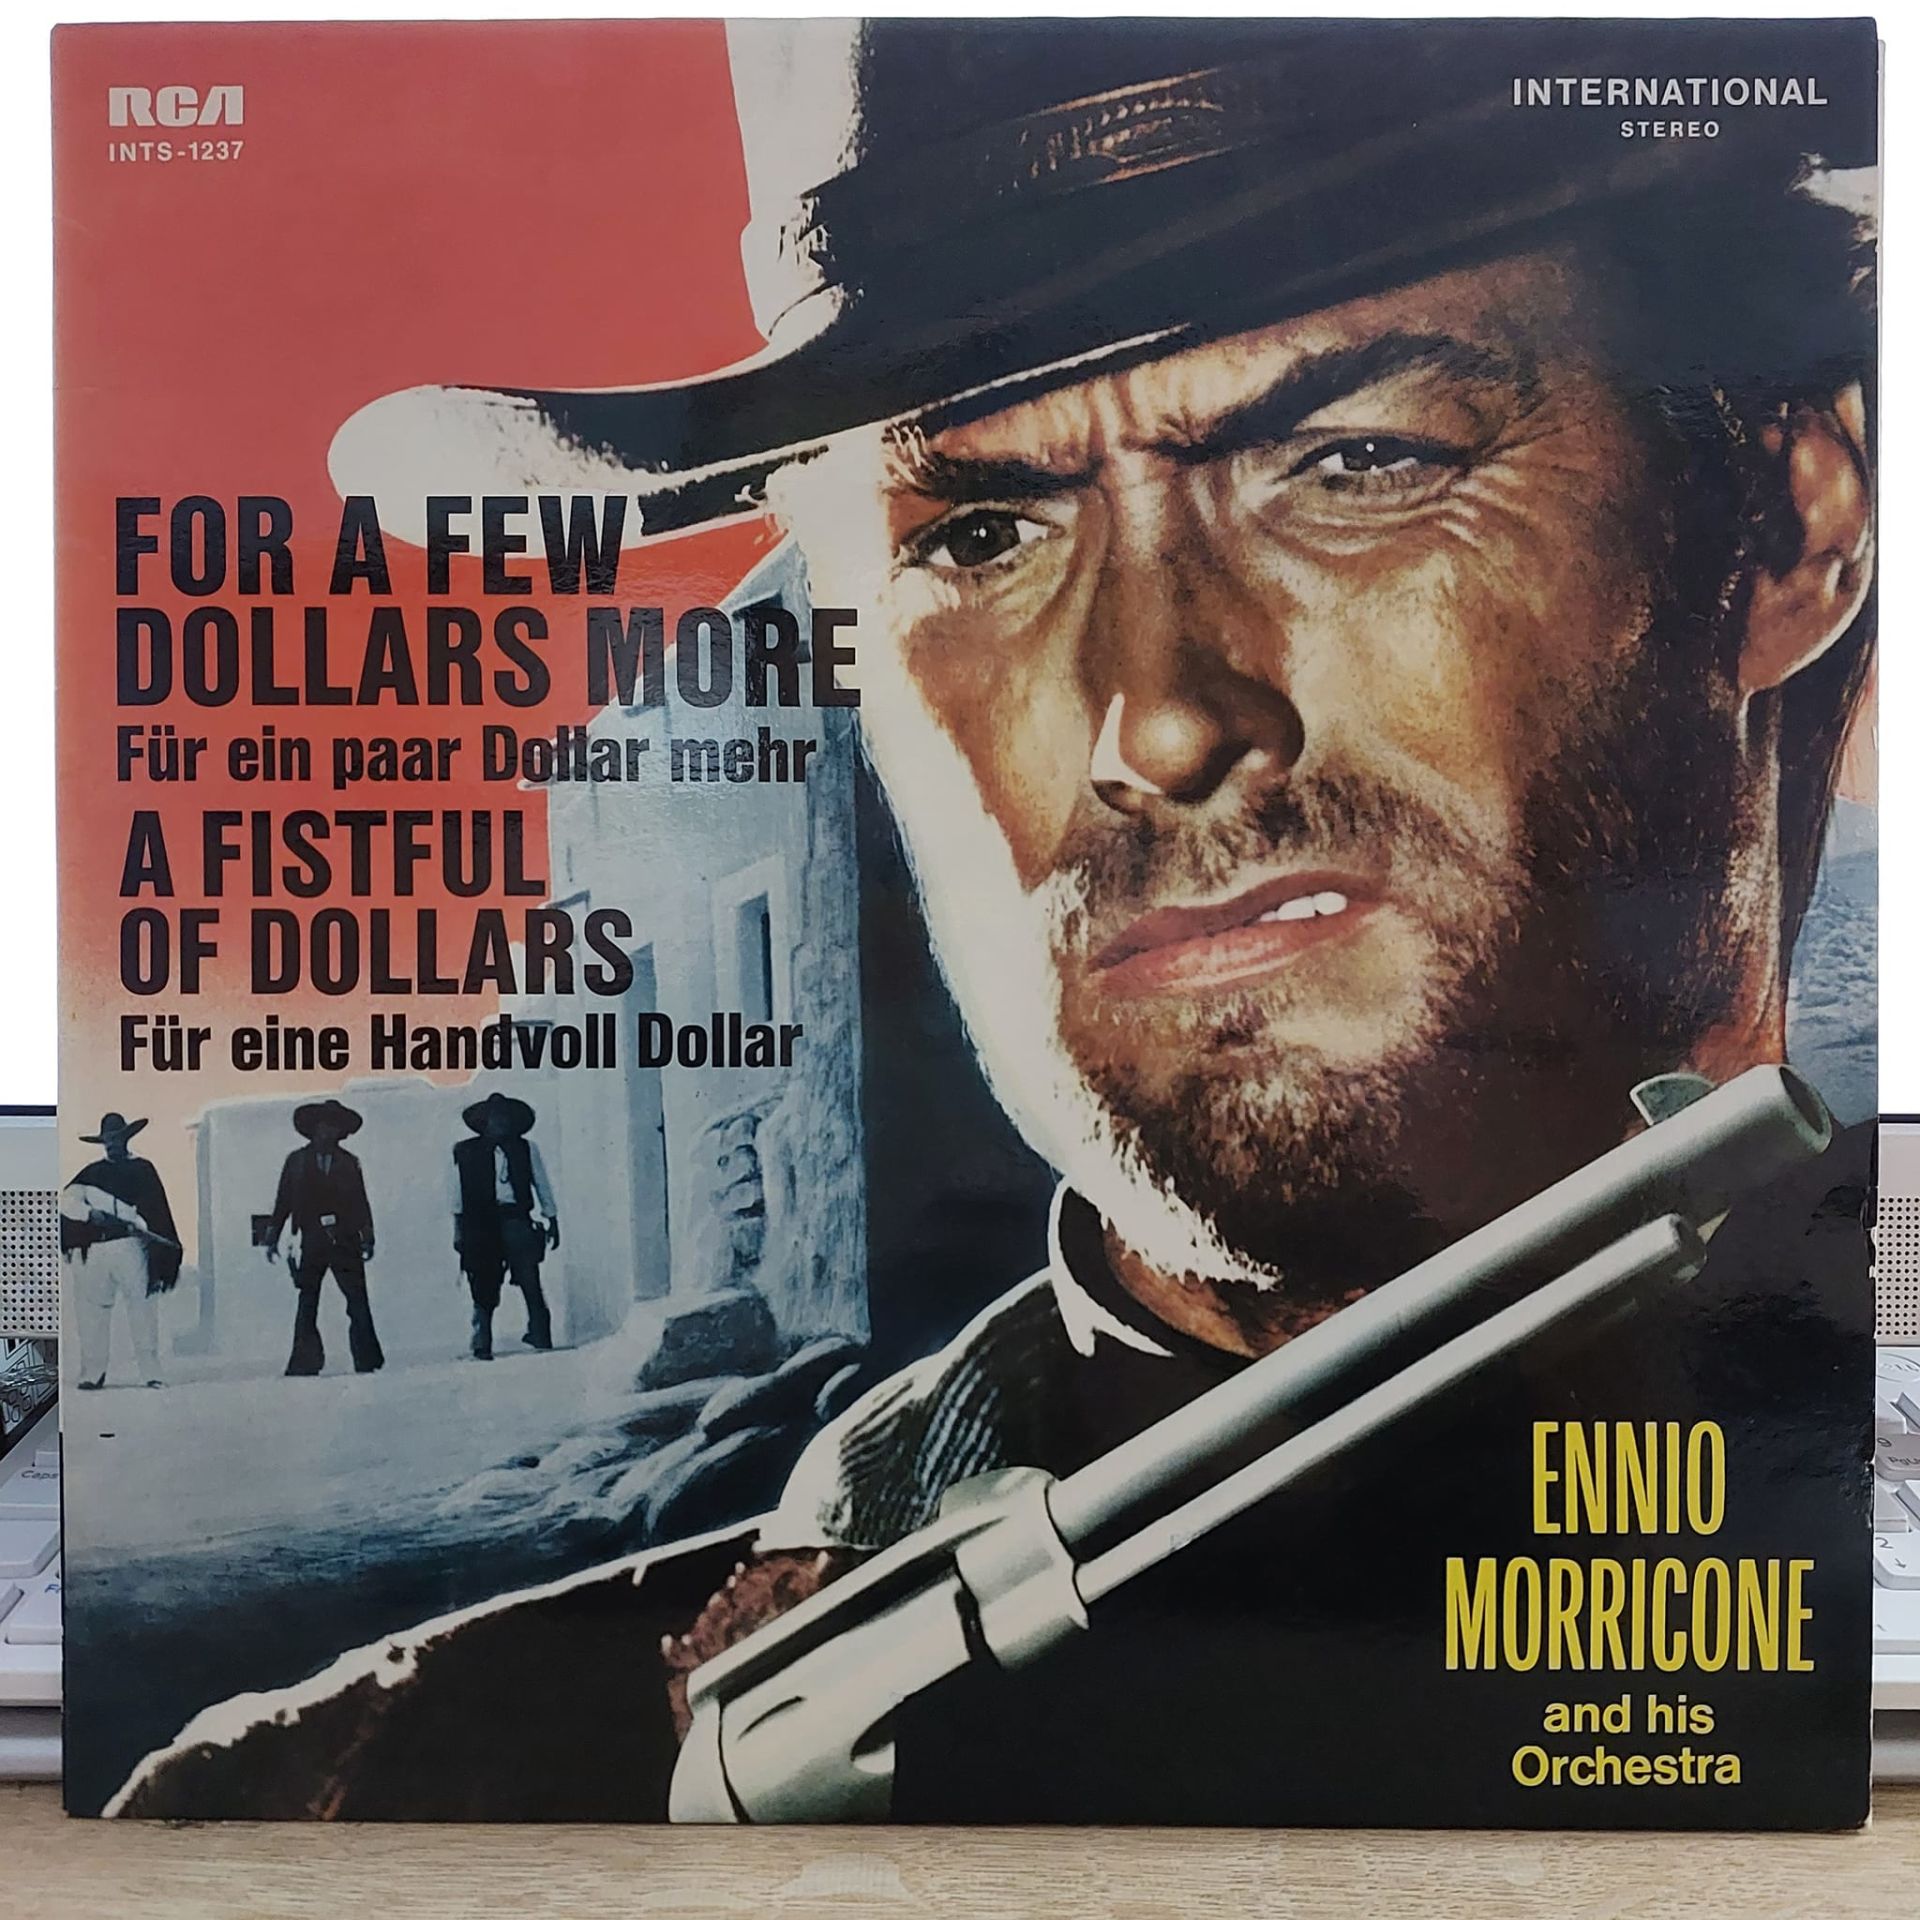 RCA
INTS-1237
INTERNATIONAL
STEREO
FOR A FEW
DOLLARS MORE
Für ein paar Dollar mehr
A FISTFUL
OF DOLLARS
Für eine Handvoll Dollar
ENNIO
MORRICONE
and his
Orchestra